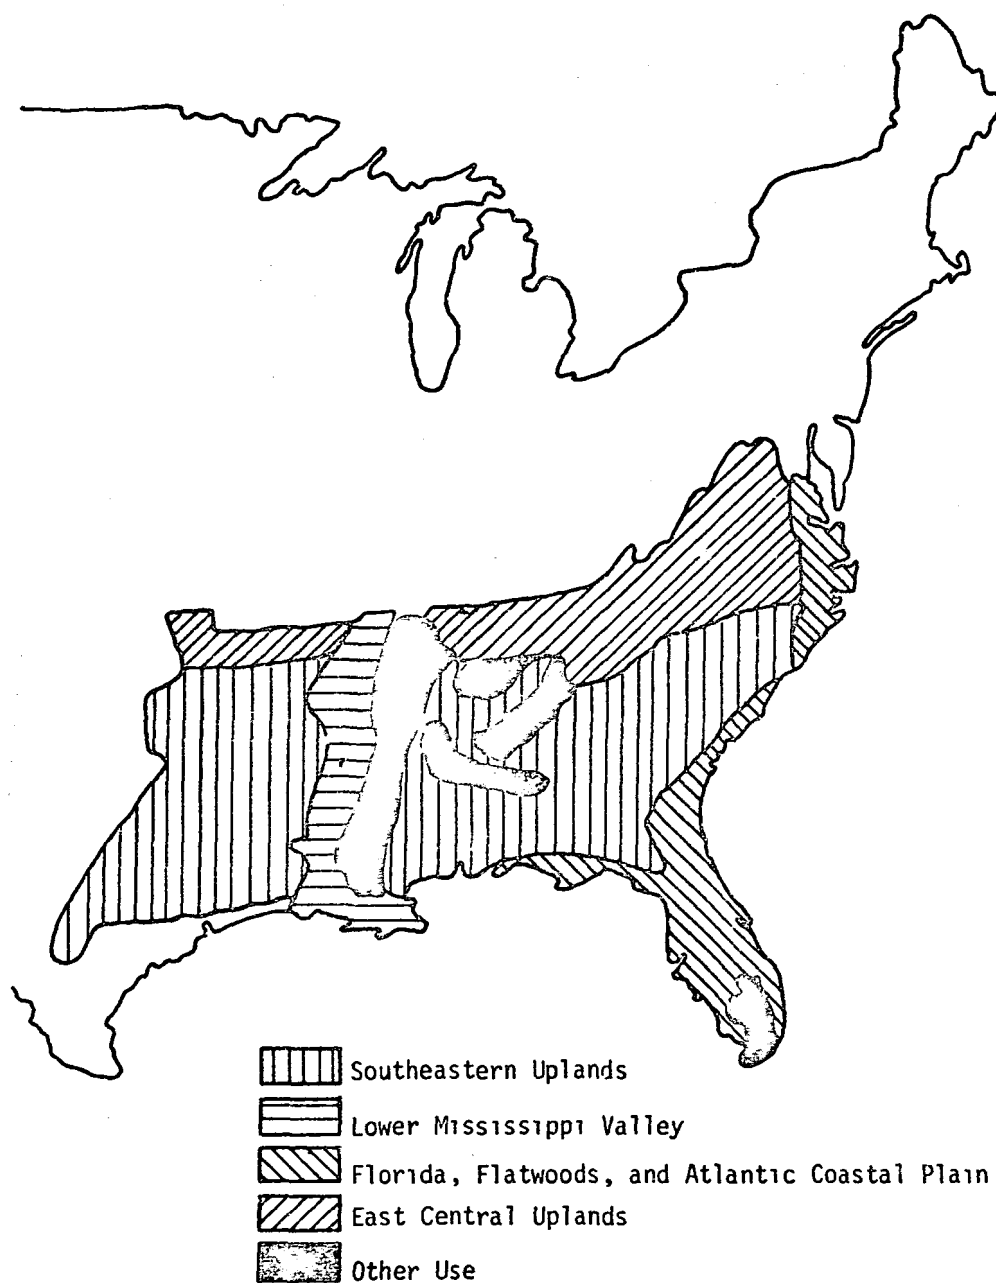 Southeastern Uplands
Lower Mississippi Valley
Florida, Flatwoods, and Atlantic Coastal Plain
East Central Uplands
Other Use